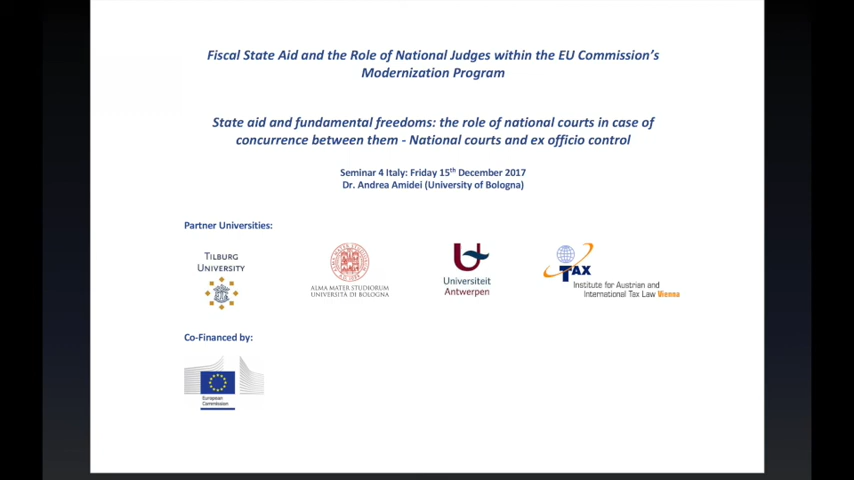 Fiscal State Aid and the Role of National Judges within the EU Commission's
Modernization Program
State aid and fundamental freedoms: the role of national courts in case of
concurrence between them - National courts and ex officio control
Seminar 4 Italy: Friday 15th December 2017
Dr. Andrea Amidei (University of Bologna)
Partner Universities:
TILBURG
UNIVERSITY
ALMA MATER STUDIORUM
UNIVERSITÀ DI BOLOGNA
Universiteit
Antwerpen
TAX
Institute for Austrian and
International Tax Law Vienna
Co-Financed by:
European
Commission